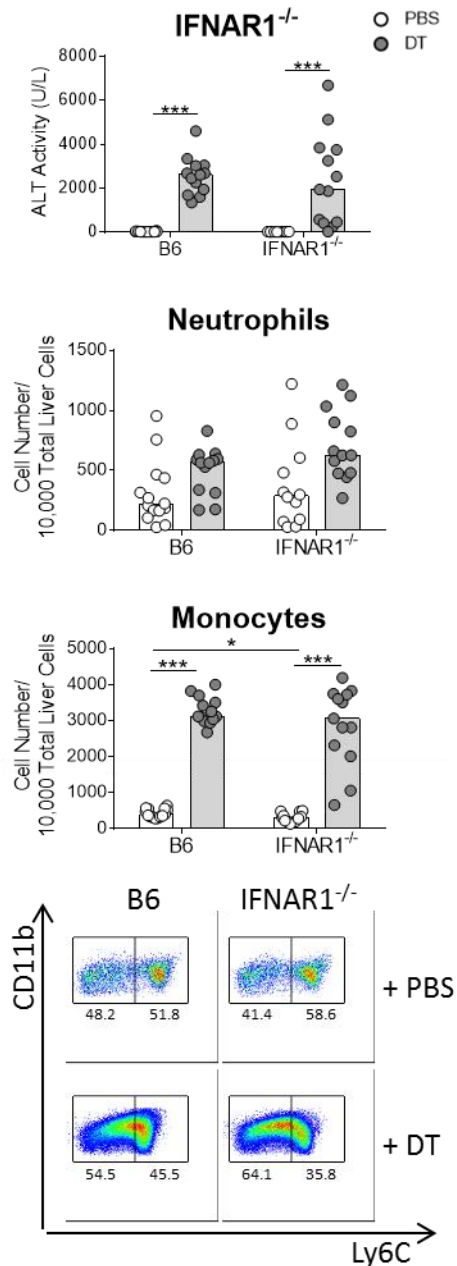 IFNAR1-/-
PBS
DT
ALT Activity (U/L)
8000
6000
4000
2000
0
***
***
B6
IFNAR1-/-
Neutrophils
Cell Number/
10,000 Total Liver Cells
1500
1000
500
0
B6
IFNAR1-/-
Monocytes
Cell Number/
10,000 Total Liver Cells
5000
4000
3000
2000
1000
0
*
***
***
B6
IFNAR1-/-
B6
IFNAR1-/-
CD11b
48.2 51.8
41.4 58.6
+ PBS
54.5 45.5
64.1 35.8
+ DT
Ly6C